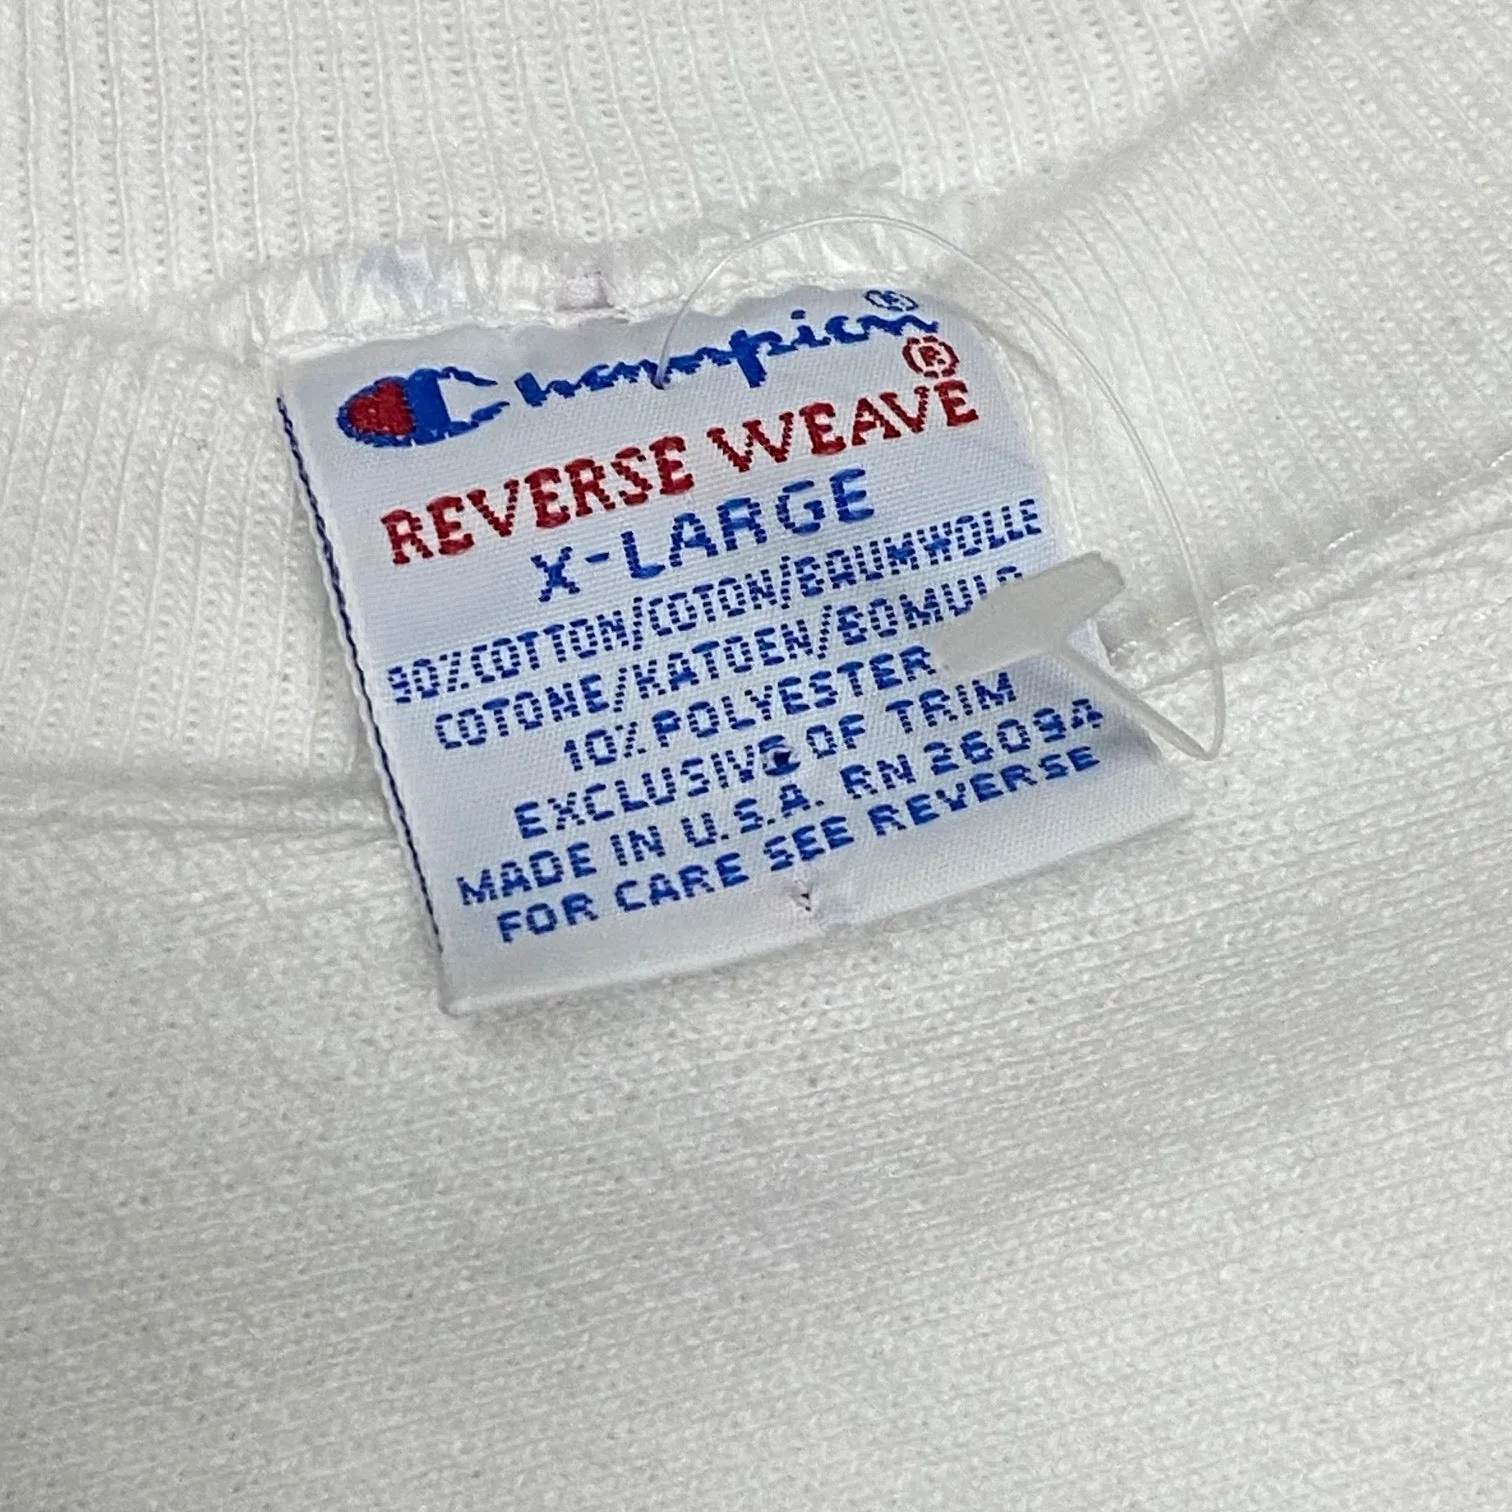 Champion®
REVERSE WEAVE®
X-LARGE
90% COTTON/COTON/BAUMWOLLE
COTONE/KATOEN/BOMULD
10% POLYESTER
EXCLUSIVE OF TRIM
MADE IN U.S.A. RN 26094
FOR CARE SEE REVERSE